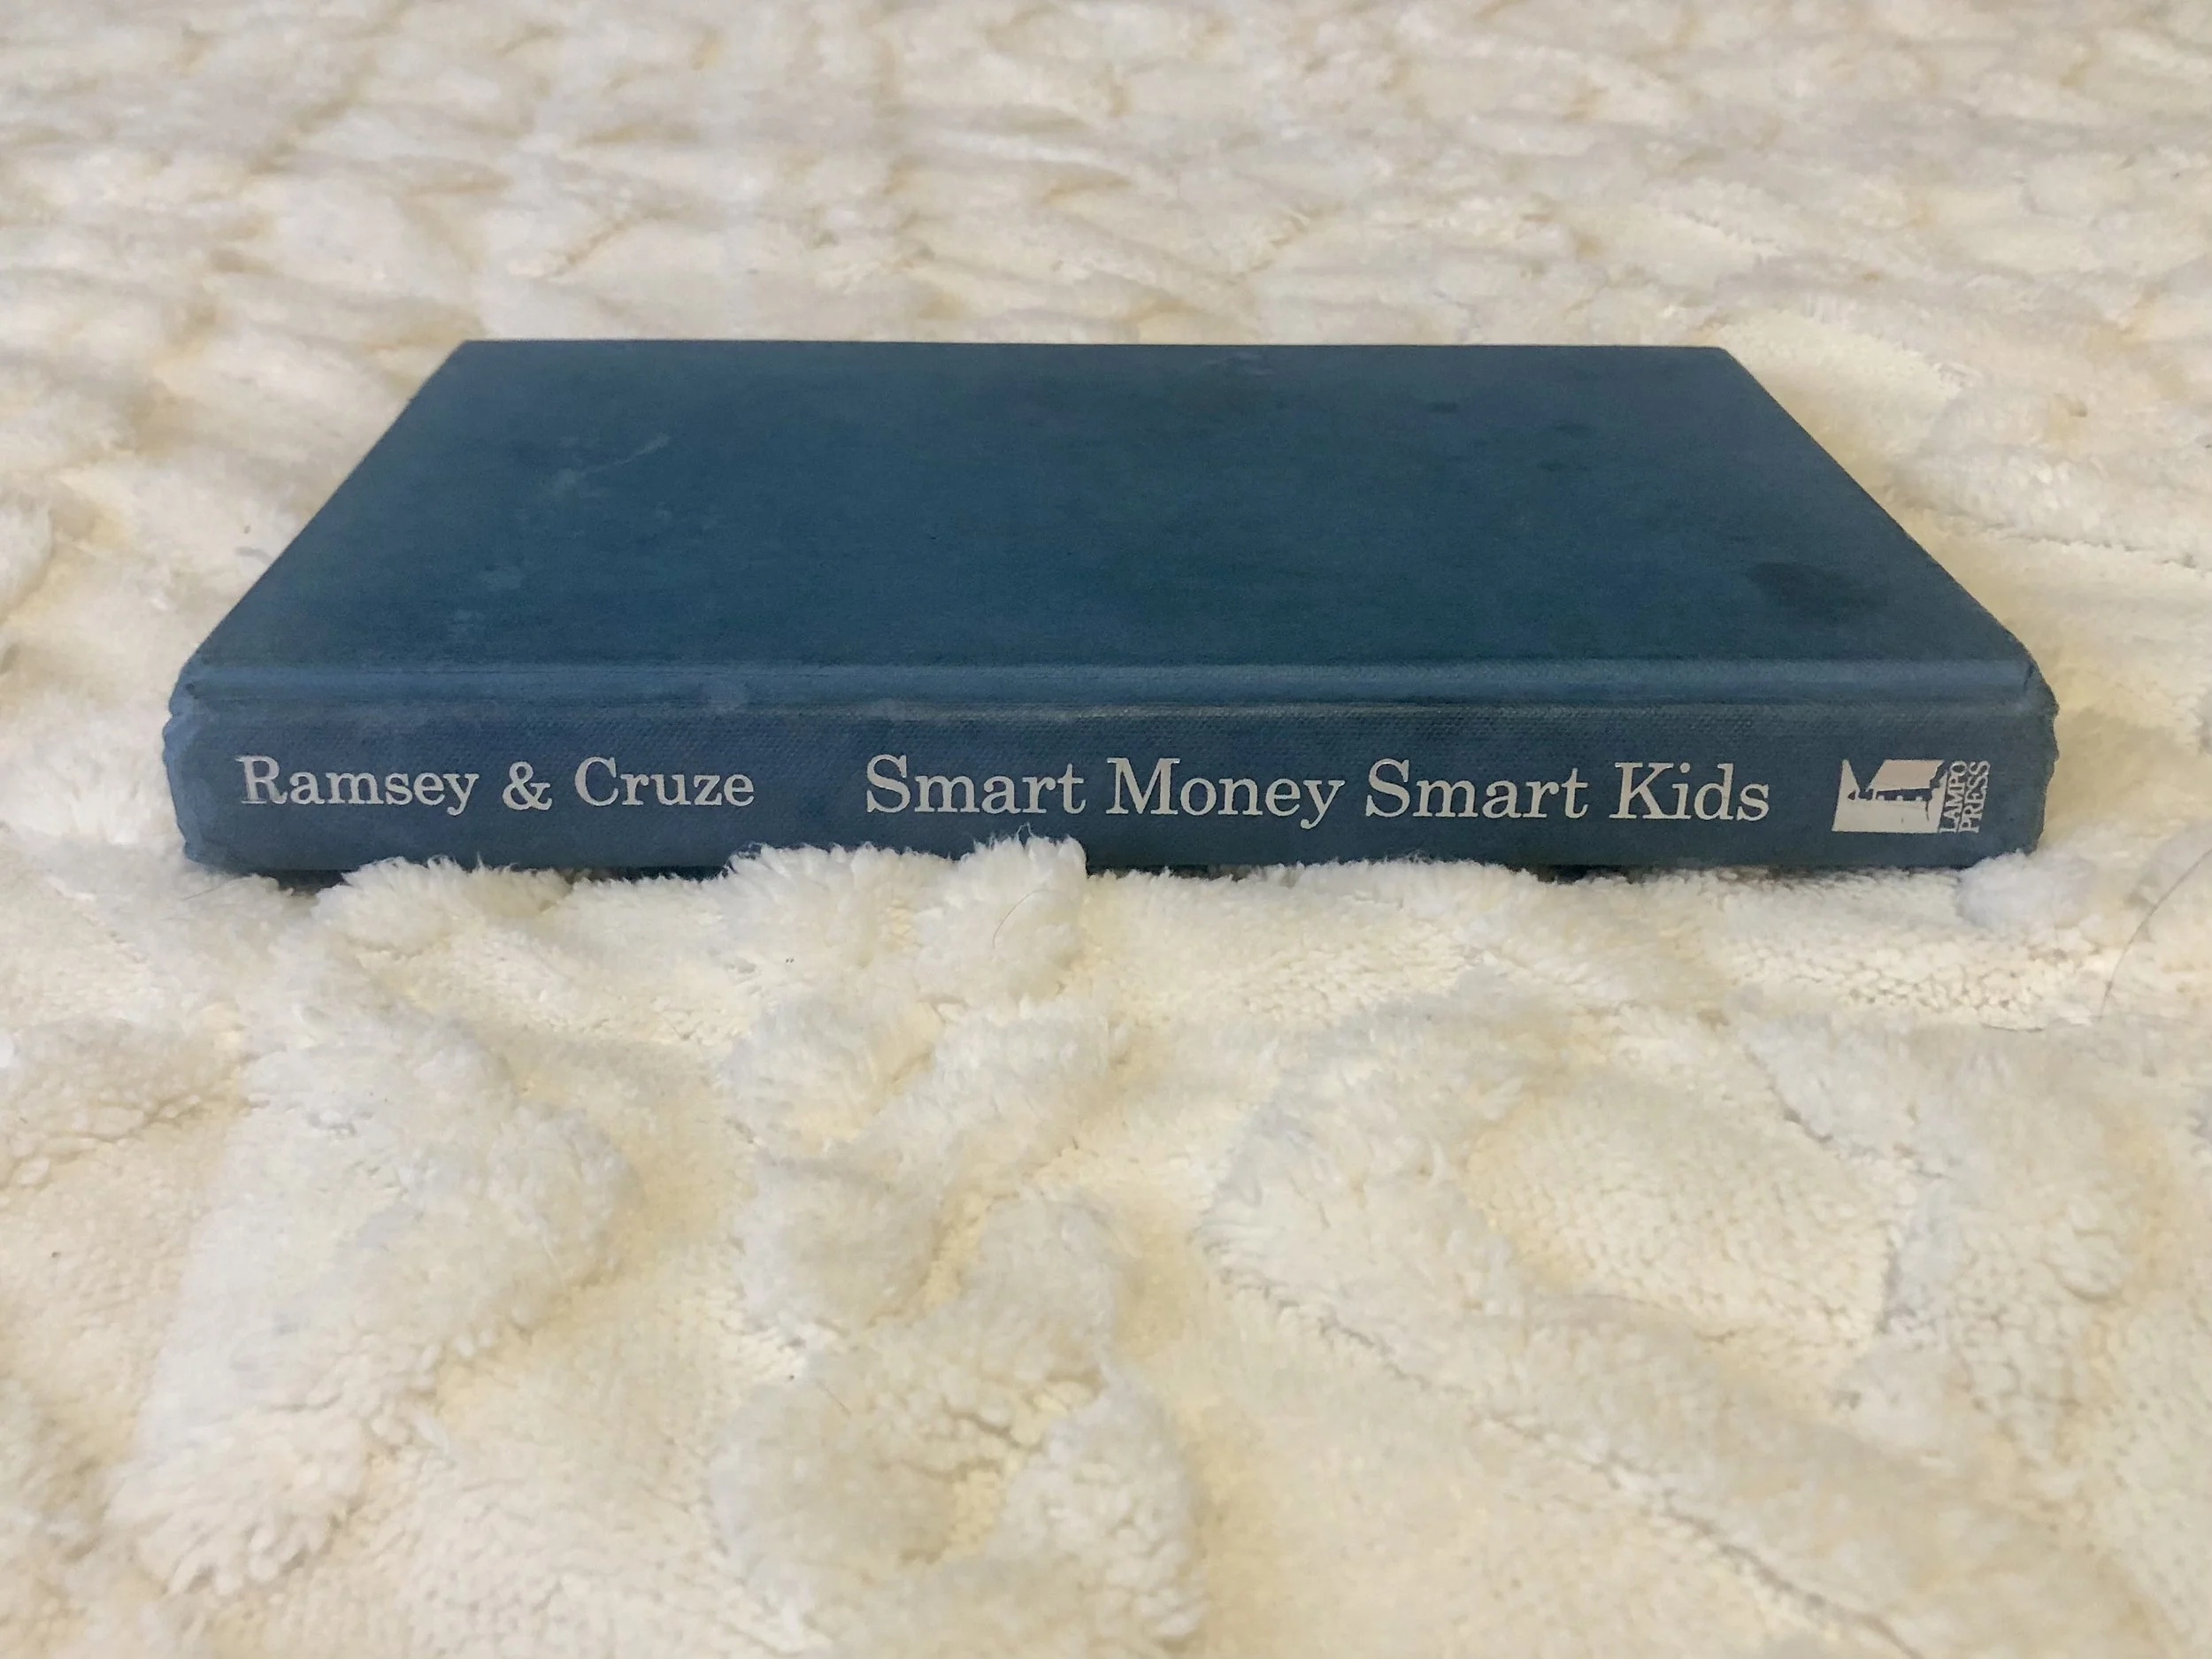 Ramsey & Cruze
Smart Money Smart Kids
LAMPO
PRESS